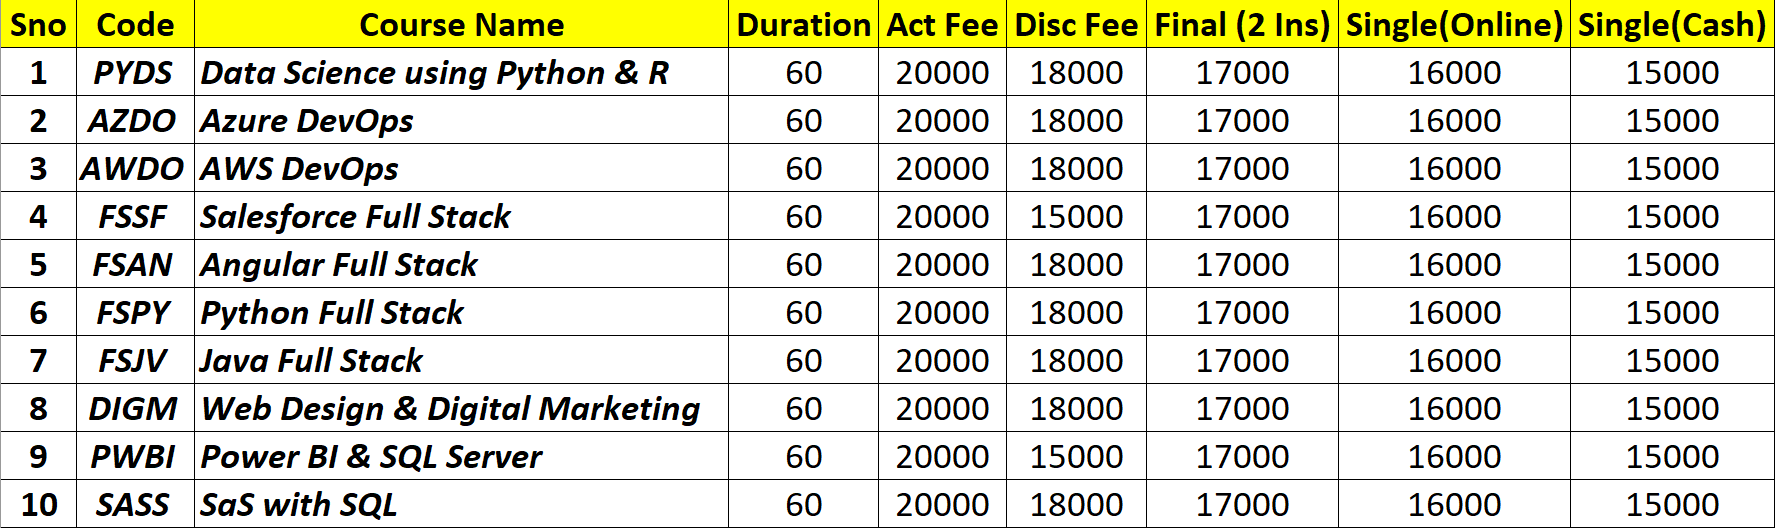 Sno Code Course Name Duration Act Fee Disc Fee Final (2 Ins) Single(Online) Single(Cash)
1 PYDS Data Science using Python & R 60 20000 18000 17000 16000 15000
2 AZDO Azure DevOps 60 20000 18000 17000 16000 15000
3 AWDO AWS DevOps 60 20000 18000 17000 16000 15000
4 FSSF Salesforce Full Stack 60 20000 15000 17000 16000 15000
5 FSAN Angular Full Stack 60 20000 18000 17000 16000 15000
6 FSPY Python Full Stack 60 20000 18000 17000 16000 15000
7 FSJV Java Full Stack 60 20000 18000 17000 16000 15000
8 DIGM Web Design & Digital Marketing 60 20000 18000 17000 16000 15000
9 PWBI Power BI & SQL Server 60 20000 15000 17000 16000 15000
10 SASS SaS with SQL 60 20000 18000 17000 16000 15000